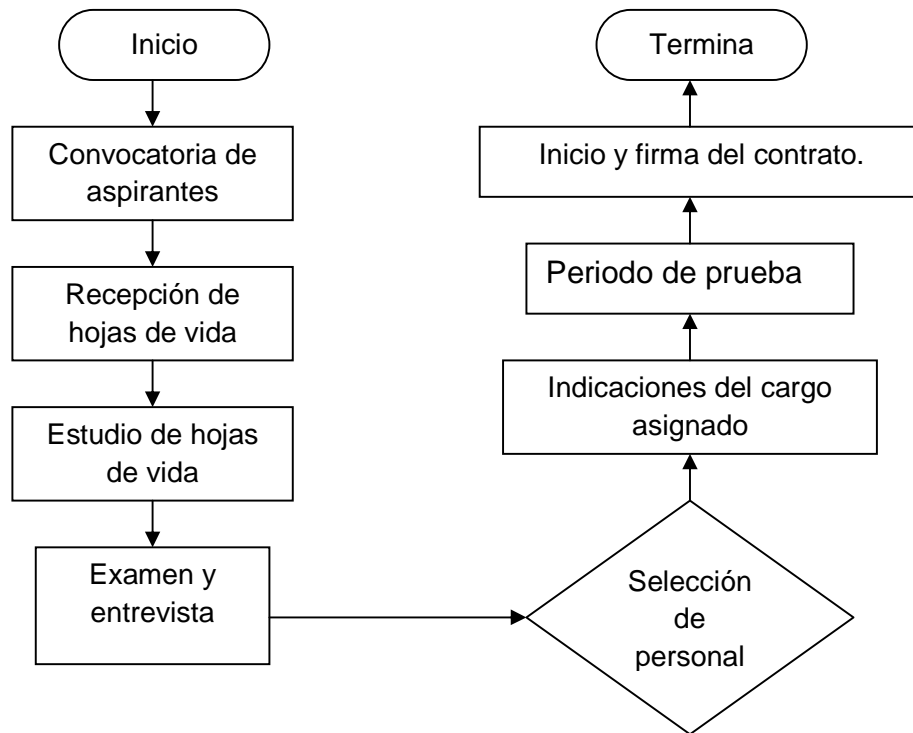 Inicio
Convocatoria de
aspirantes
Recepción de
hojas de vida
Estudio de hojas
de vida
Examen y
entrevista
Selección
de
personal
Indicaciones del cargo
asignado
Periodo de prueba
Inicio y firma del contrato.
Termina